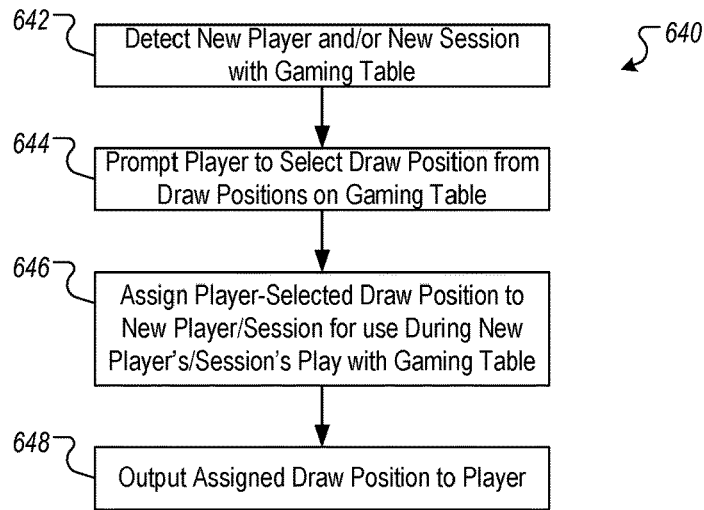 642
Detect New Player and/or New Session
with Gaming Table
640
644
Prompt Player to Select Draw Position from
Draw Positions on Gaming Table
646
Assign Player-Selected Draw Position to
New Player/Session for use During New
Player's/Session's Play with Gaming Table
648
Output Assigned Draw Position to Player